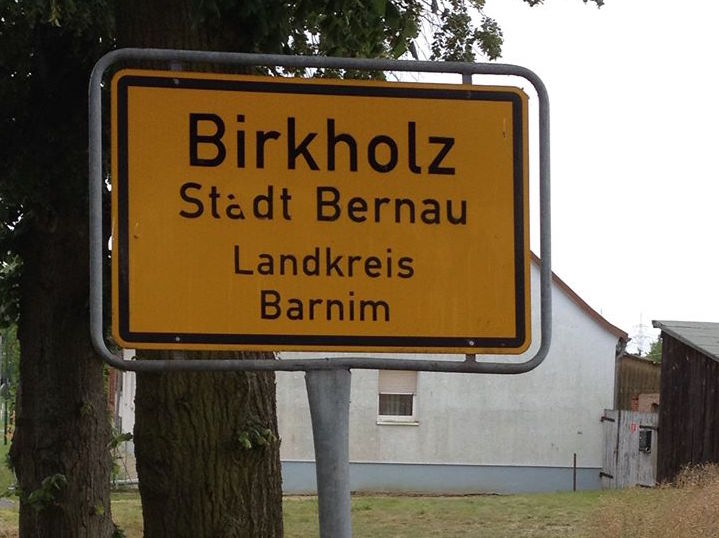 Birkholz
Stadt Bernau
Landkreis
Barnim